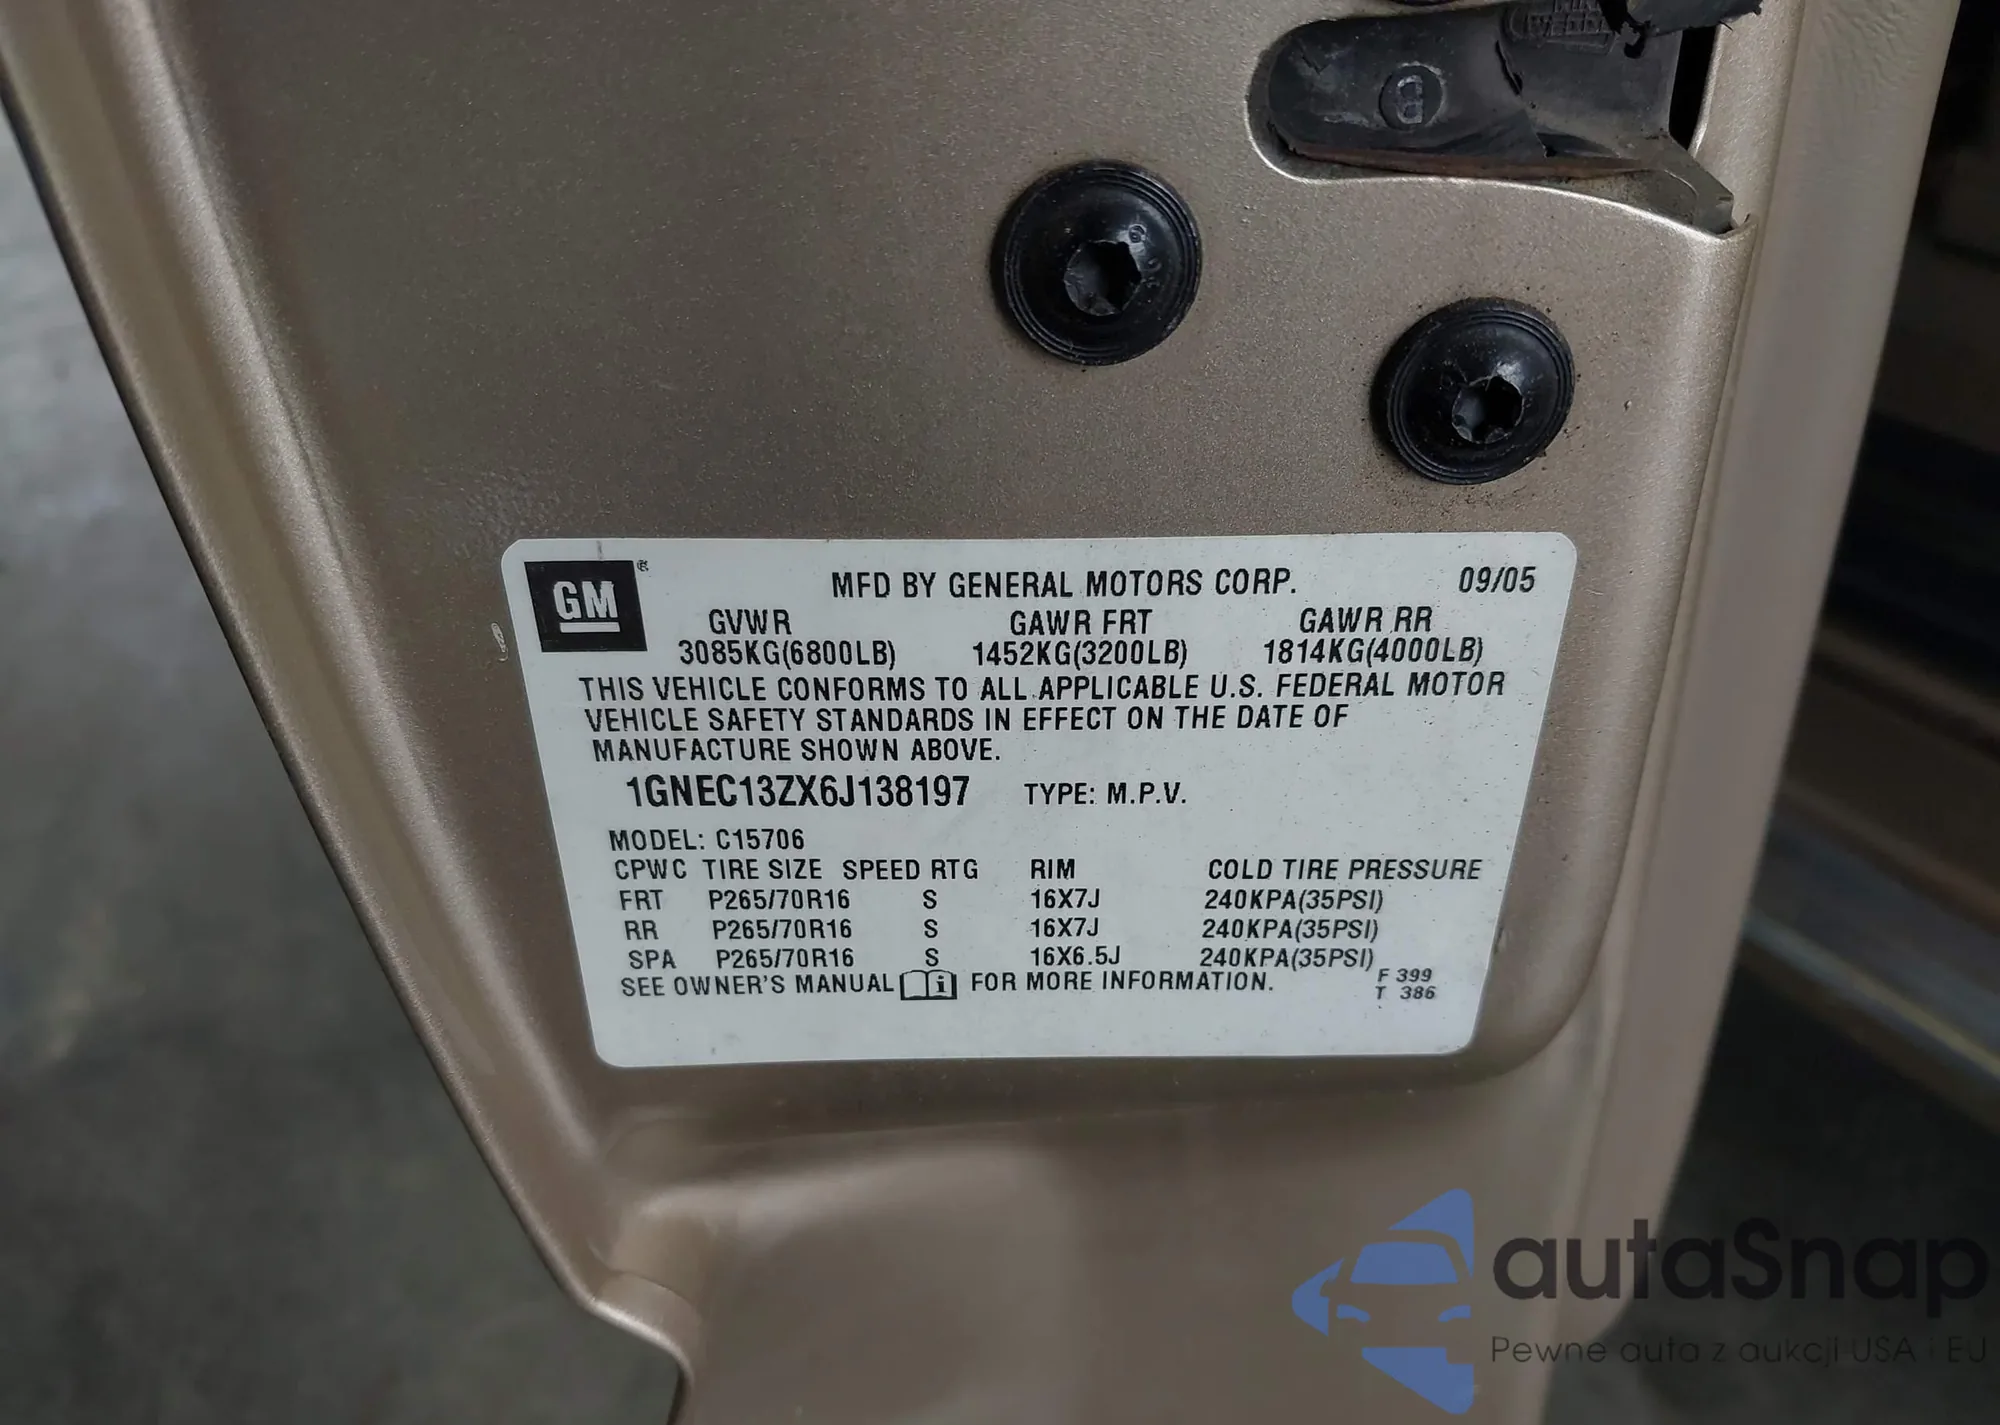 GM®
MFD BY GENERAL MOTORS CORP. 09/05
GVWR GAWR FRT GAWR RR
3085KG(6800LB) 1452KG(3200LB) 1814KG(4000LB)
THIS VEHICLE CONFORMS TO ALL APPLICABLE U.S. FEDERAL MOTOR
VEHICLE SAFETY STANDARDS IN EFFECT ON THE DATE OF
MANUFACTURE SHOWN ABOVE.
1GNEC13ZX6J138197 TYPE: M.P.V.
MODEL: C15706
CPWC TIRE SIZE SPEED RTG RIM COLD TIRE PRESSURE
FRT P265/70R16 S 16X7J 240KPA(35PSI)
RR P265/70R16 S 16X7J 240KPA(35PSI)
SPA P265/70R16 S 16X6.5J 240KPA(35PSI)
SEE OWNER'S MANUAL i FOR MORE INFORMATION.
F 399
T 386
autaSnap
Pewne auta z aukcji USA i EU